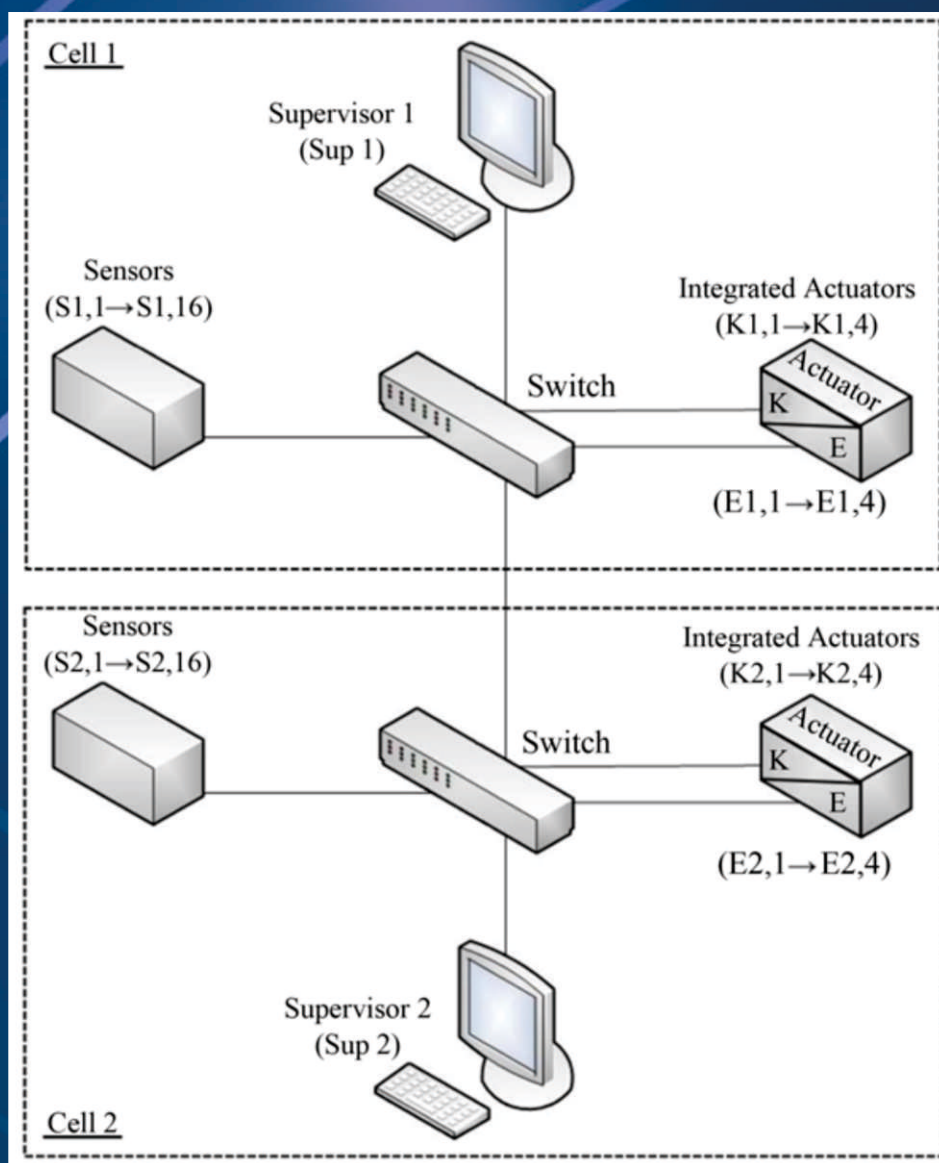 Cell 1
Supervisor 1
(Sup 1)
Sensors
(S1,1→S1,16)
Integrated Actuators
(K1,1→K1,4)
Actuator
Switch
K
E
(E1,1→E1,4)
Sensors
(S2,1→S2,16)
Integrated Actuators
(K2,1→K2,4)
Actuator
Switch
K
E
(E2,1→E2,4)
Supervisor 2
(Sup 2)
Cell 2